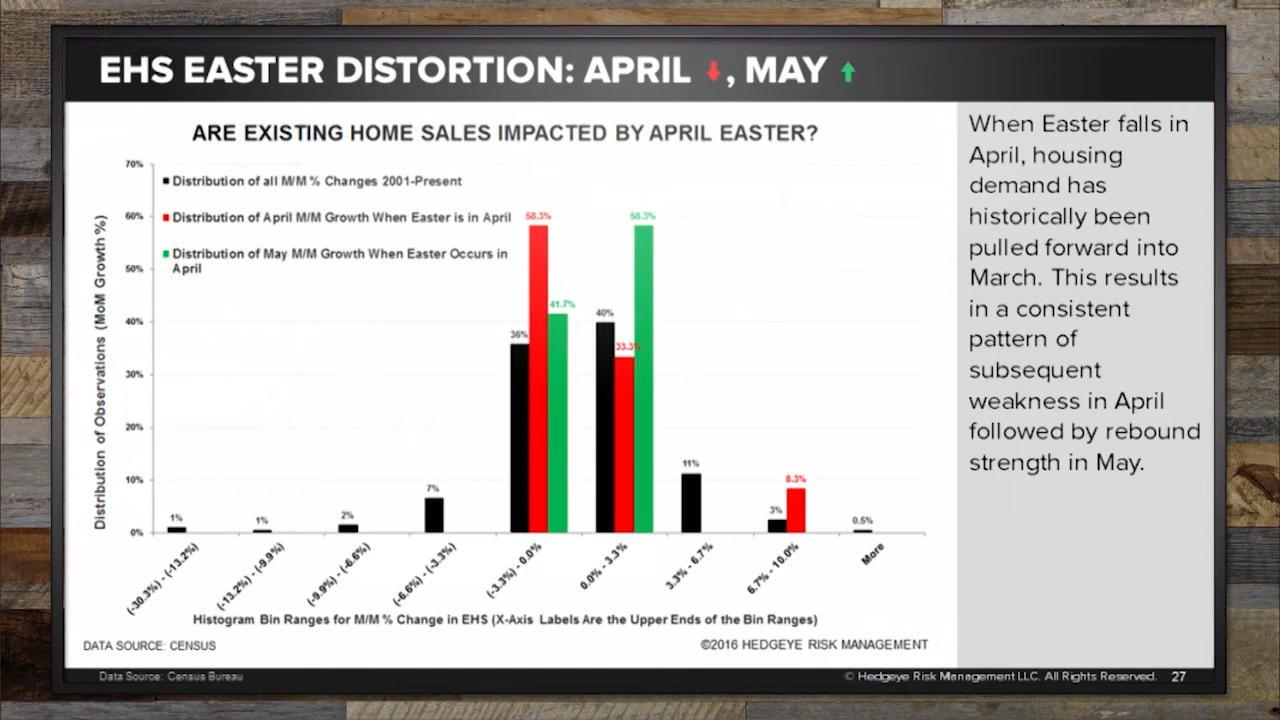 EHS EASTER DISTORTION: APRIL, MAY
ARE EXISTING HOME SALES IMPACTED BY APRIL EASTER?
70%
60%
50%
40%
30%
20%
10%
0%
Distribution of Observations (MoM Growth %)
Distribution of all M/M % Changes 2001-Present
Distribution of April M/M Growth When Easter is in April
Distribution of May M/M Growth When Easter Occurs in
April
1%
1%
2%
7%
36%
58.3%
41.7%
40%
33.3%
58.3%
11%
3%
8.3%
0.5%
(-30.3%) - (-13.2%)
(-13.2%) - (-9.9%)
(-9.9%) - (-6.6%)
(-6.6%) - (-3.3%)
(-3.3%) - 0.0%
0.0% - 3.3%
3.3% - 6.7%
6.7% - 10.0%
More
Histogram Bin Ranges for M/M % Change in EHS (X-Axis Labels Are the Upper Ends of the Bin Ranges)
DATA SOURCE: CENSUS
©2016 HEDGEYE RISK MANAGEMENT
When Easter falls in
April, housing
demand has
historically been
pulled forward into
March. This results
in a consistent
pattern of
subsequent
weakness in April
followed by rebound
strength in May.
Data Source: Census Bureau
© Hedgeye Risk Management LLC. All Rights Reserved. 27